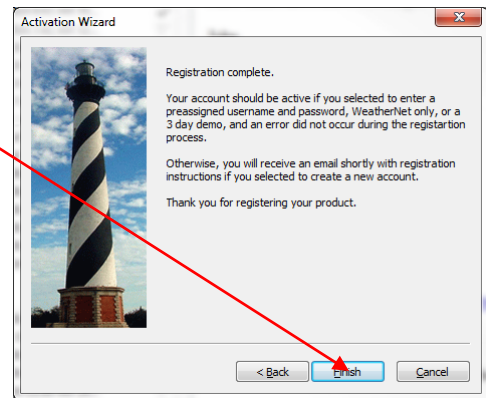 Activation Wizard
Registration complete.
Your account should be active if you selected to enter a
preassigned username and password, WeatherNet only, or a
3 day demo, and an error did not occur during the registartion
process.
Otherwise, you will receive an email shortly with registration
instructions if you selected to create a new account.
Thank you for registering your product.
< Back Finish Cancel